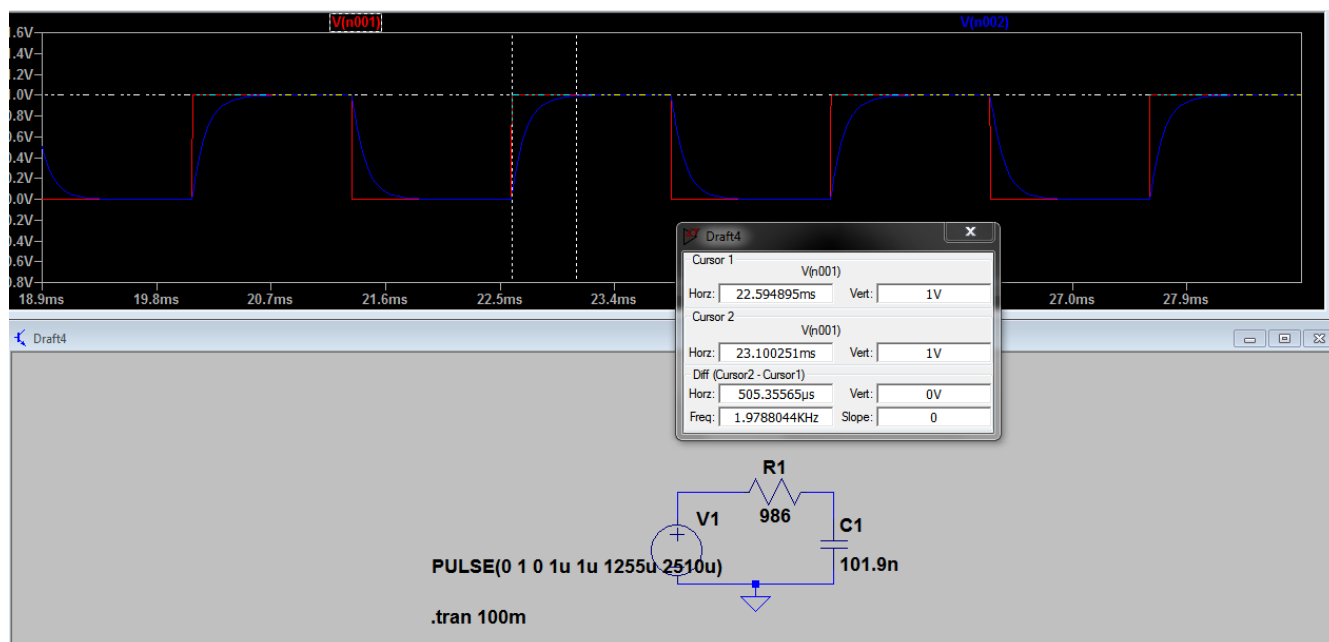 V(n001) V(n002)
1.6V
1.4V
1.2V
1.0V
0.8V
0.6V
0.4V
0.2V
0.0V
0.2V
0.4V
0.6V
0.8V
18.9ms 19.8ms 20.7ms 21.6ms 22.5ms 23.4ms 27.0ms 27.9ms
Draft4
Cursor 1
V(n001)
Horz: 22.594895ms Vert: 1V
Cursor 2
V(n001)
Horz: 23.100251ms Vert: 1V
Diff (Cursor2 - Cursor1)
Horz: 505.35565µs Vert: 0V
Freq: 1.9788044KHz Slope: 0
Draft4
R1
986
V1
C1
101.9n
PULSE(0 1 0 1u 1u 1255u 2510u)
.tran 100m